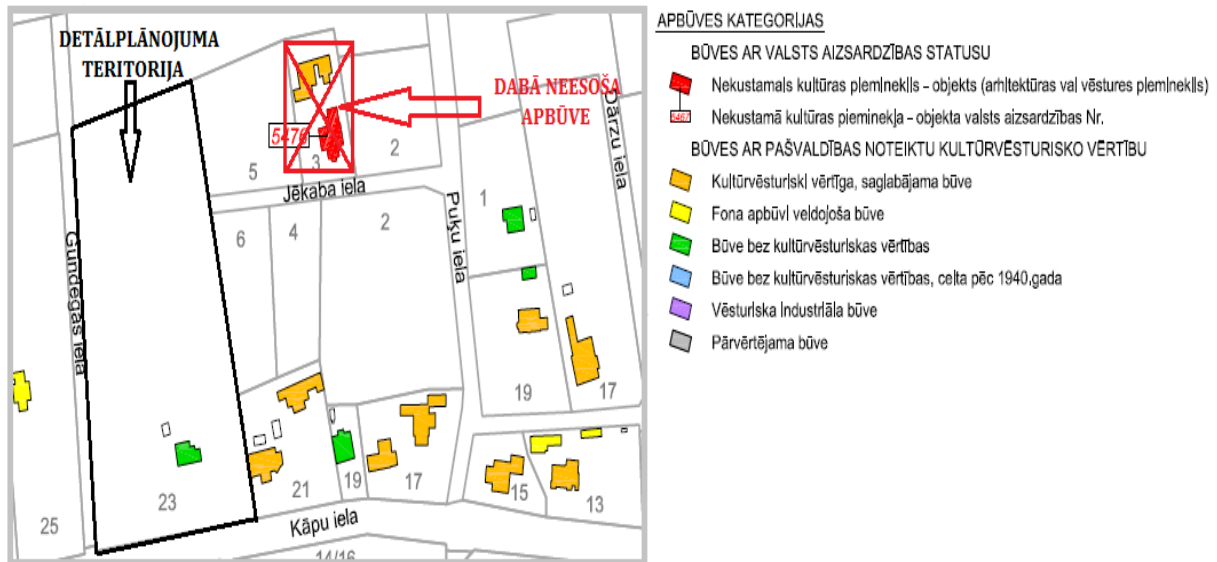 DETĀLPLĀNOJUMA
TERITORIJA
DABĀ NEESOŠA
APBŪVE
5476
5
3
2
Jēkaba iela
Dārzu iela
Gundegas iela
6
4
2
Puķu iela
1
19
17
25
23
21
19
17
15
13
Kāpu iela
14/16
APBŪVES KATEGORIJAS
BŪVES AR VALSTS AIZSARDZĪBAS STATUSU
Nekustamais kultūras piemineklis - objekts (arhitektūras vai vēstures piemineklis)
5467
Nekustamā kultūras pieminekļa - objekta valsts aizsardzības Nr.
BŪVES AR PAŠVALDĪBAS NOTEIKTU KULTŪRVĒSTURISKO VĒRTĪBU
Kultūrvēsturiski vērtīga, saglabājama būve
Fona apbūvi veidojoša būve
Būve bez kultūrvēsturiskas vērtības
Būve bez kultūrvēsturiskas vērtības, celta pēc 1940.gada
Vēsturiska industriāla būve
Pārvērtējama būve